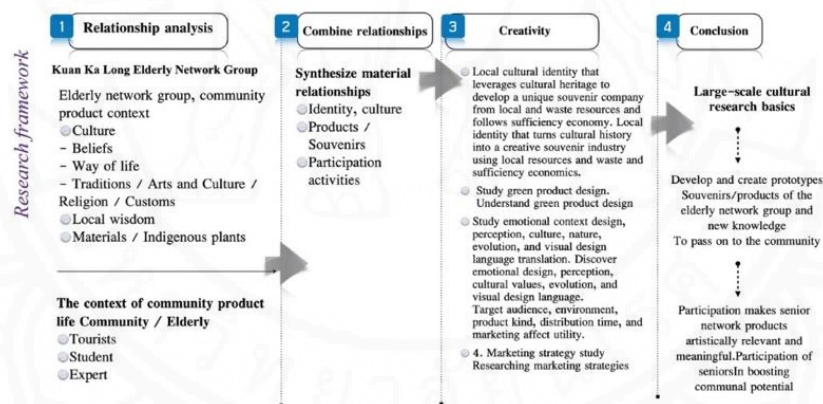 Research framework
1 Relationship analysis
Kuan Ka Long Elderly Network Group
Elderly network group, community
product context
Culture
- Beliefs
- Way of life
- Traditions / Arts and Culture /
Religion / Customs
Local wisdom
Materials / Indigenous plants
The context of community product
life Community / Elderly
Tourists
Student
Expert
2 Combine relationships
Synthesize material
relationships
Identity, culture
Products /
Souvenirs
Participation
activities
3 Creativity
Local cultural identity that
leverages cultural heritage to
develop a unique souvenir company
from local and waste resources and
follows sufficiency economy. Local
identity that turns cultural history
into a creative souvenir industry
using local resources and waste and
sufficiency economics.
Study green product design.
Understand green product design
Study emotional context design,
perception, culture, nature,
evolution, and visual design
language translation. Discover
emotional design, perception,
cultural values, evolution, and
visual design language.
Target audience, environment,
product kind, distribution time, and
marketing affect utility.
4. Marketing strategy study
Researching marketing strategies
4 Conclusion
Large-scale cultural
research basics
Develop and create prototypes
Souvenirs/products of the
elderly network group and
new knowledge
To pass on to the community
Participation makes senior
network products
artistically relevant and
meaningful.Participation of
seniorsIn boosting
communal potential